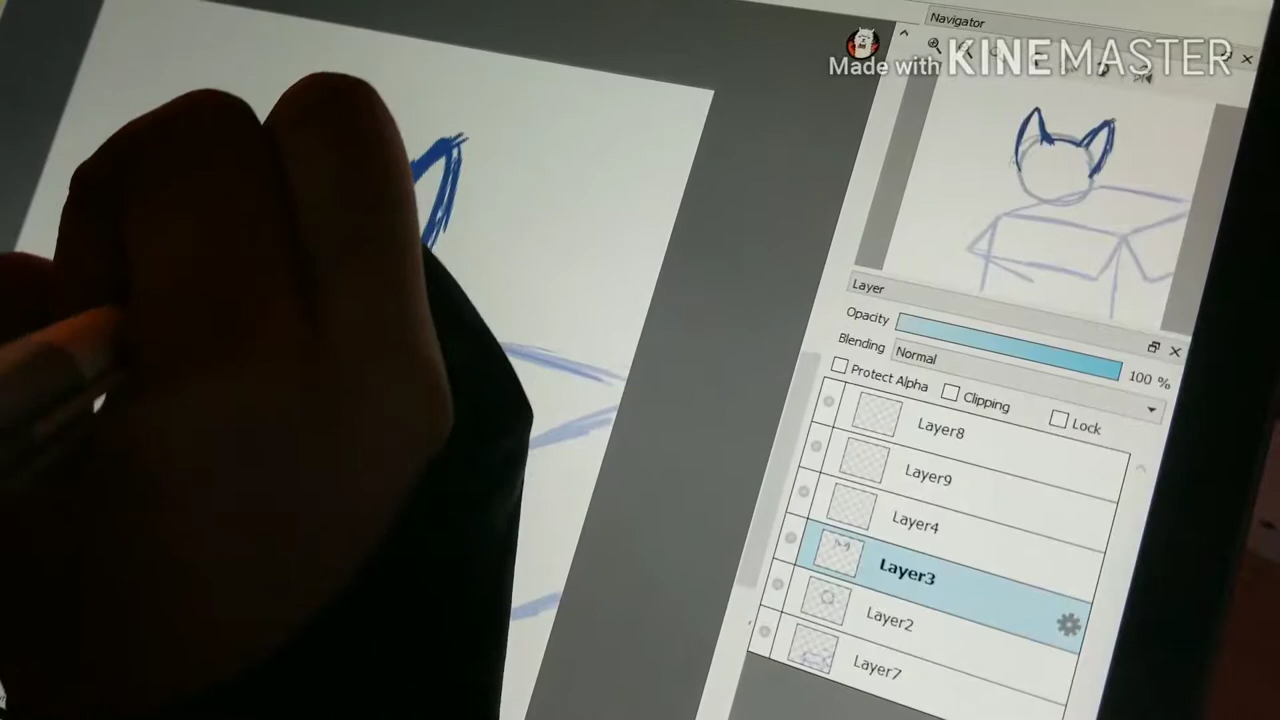 Navigator
Made with KINEMASTER
Layer
Opacity
100 %
Blending
Normal
Protect Alpha
Clipping
Lock
Layer8
Layer9
Layer4
Layer3
Layer2
Layer7